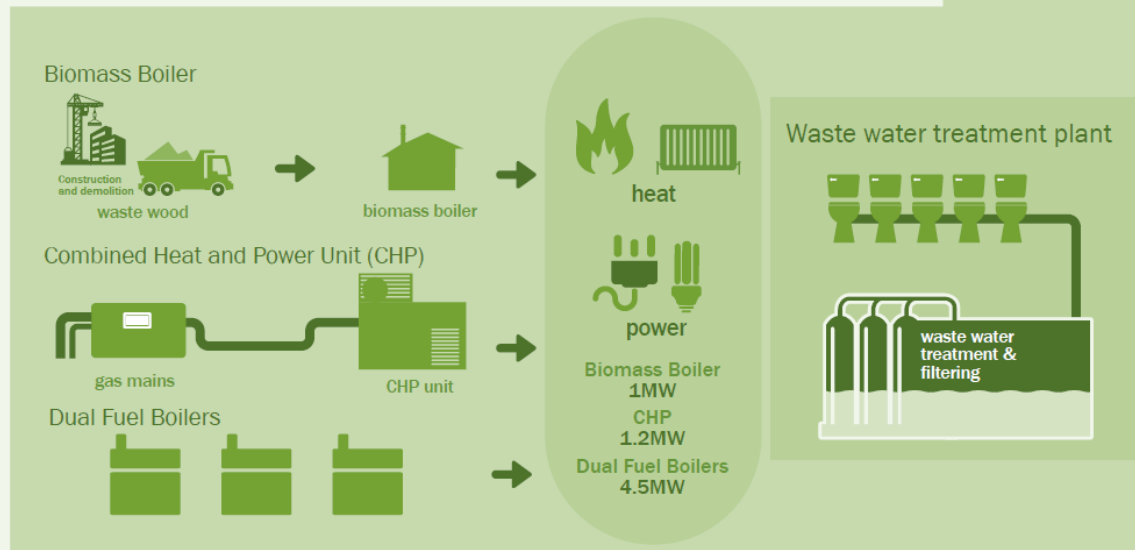 Biomass Boiler
Construction
and demolition
waste wood
biomass boiler
Combined Heat and Power Unit (CHP)
gas mains
CHP unit
Dual Fuel Boilers
heat
power
Biomass Boiler
1MW
CHP
1.2MW
Dual Fuel Boilers
4.5MW
Waste water treatment plant
waste water
treatment &
filtering